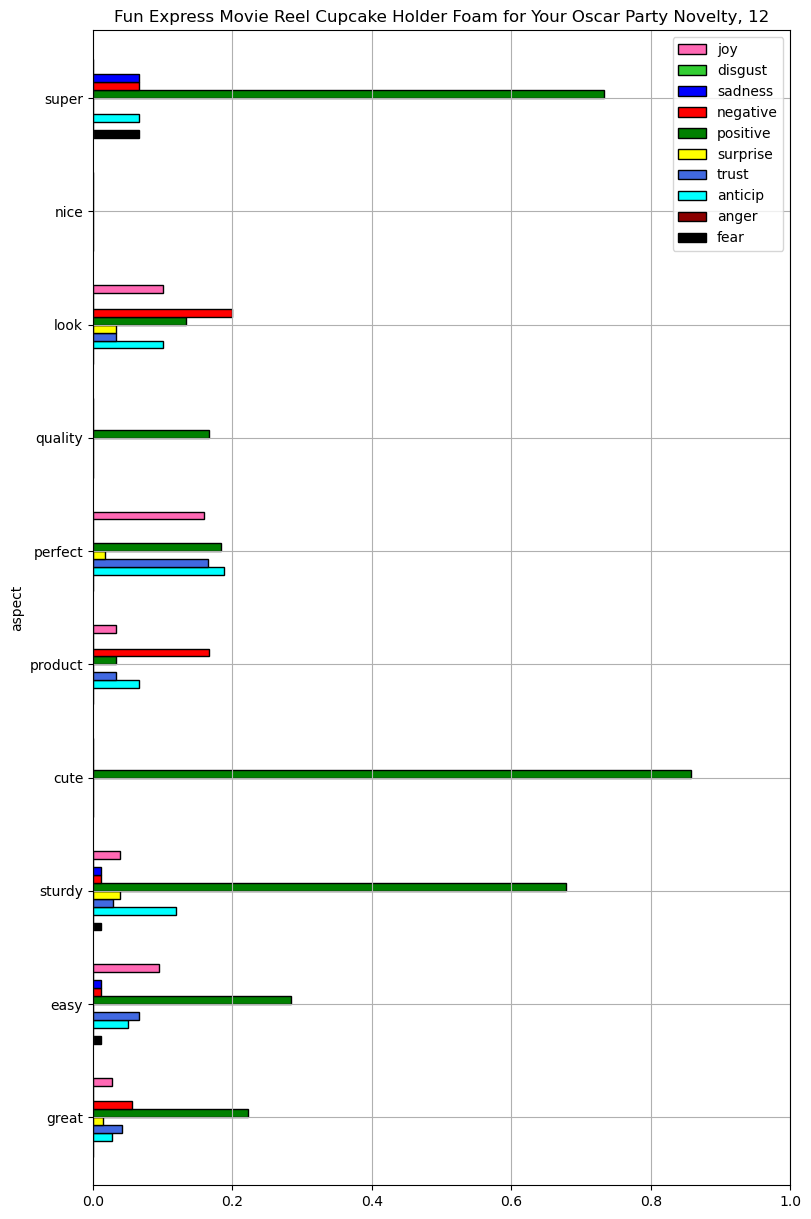 Fun Express Movie Reel Cupcake Holder Foam for Your Oscar Party Novelty, 12
joy
disgust
sadness
negative
positive
surprise
trust
anticip
anger
fear
super
nice
look
quality
perfect
product
cute
sturdy
easy
great
aspect
0.0 0.2 0.4 0.6 0.8 1.0